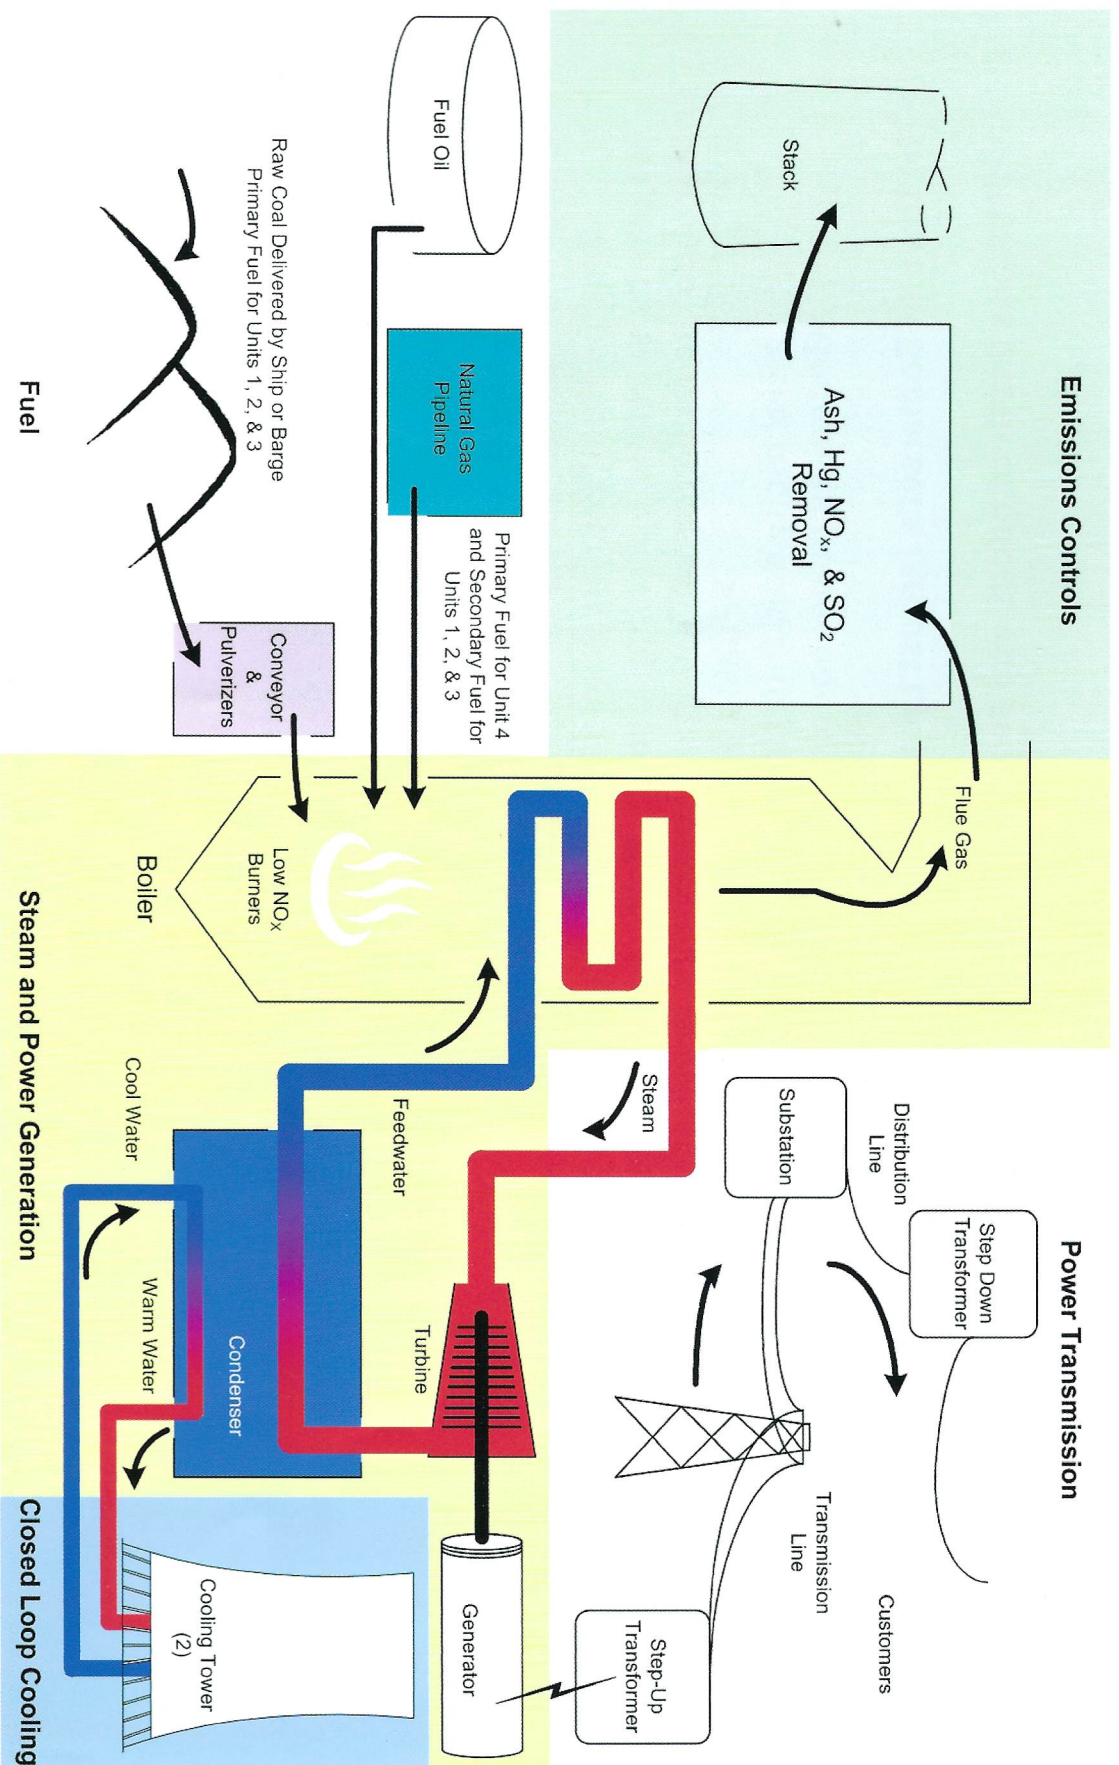 Emissions Controls
Stack
Ash, Hg, NOx, & SO2
Removal
Flue Gas
Fuel Oil
Natural Gas
Pipeline
Primary Fuel for Unit 4
and Secondary Fuel for
Units 1, 2, & 3
Raw Coal Delivered by Ship or Barge
Primary Fuel for Units 1, 2, & 3
Conveyor
&
Pulverizers
Fuel
Low NOX
Burners
Boiler
Steam
Feedwater
Turbine
Generator
Condenser
Cool Water
Warm Water
Steam and Power Generation
Cooling Tower
(2)
Closed Loop Cooling
Power Transmission
Step Down
Transformer
Distribution
Line
Substation
Customers
Transmission
Line
Step-Up
Transformer